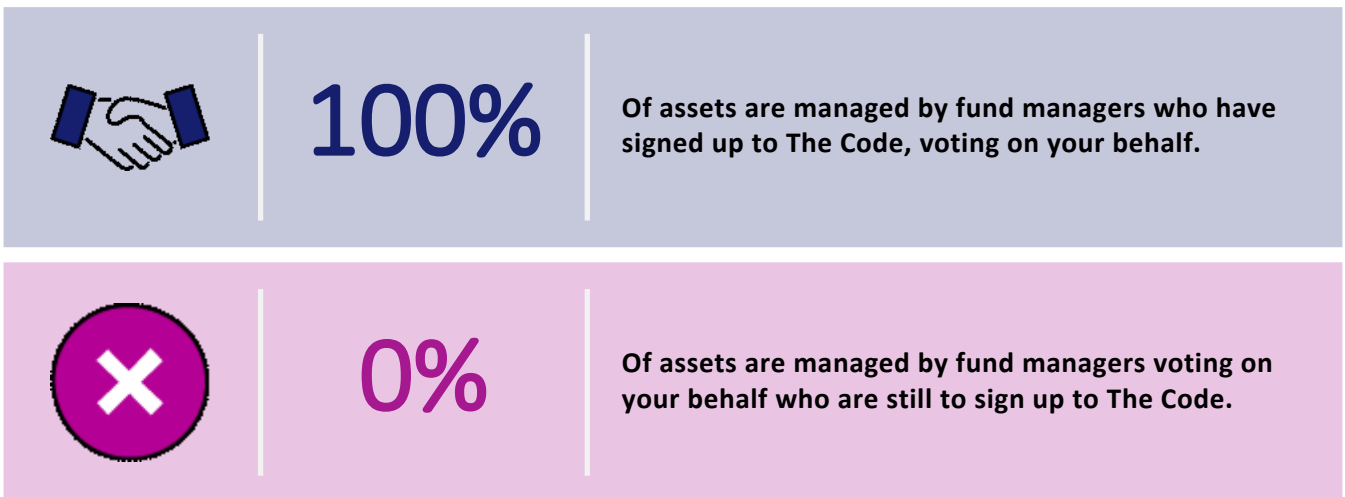 100%
Of assets are managed by fund managers who have
signed up to The Code, voting on your behalf.
0%
Of assets are managed by fund managers voting on
your behalf who are still to sign up to The Code.